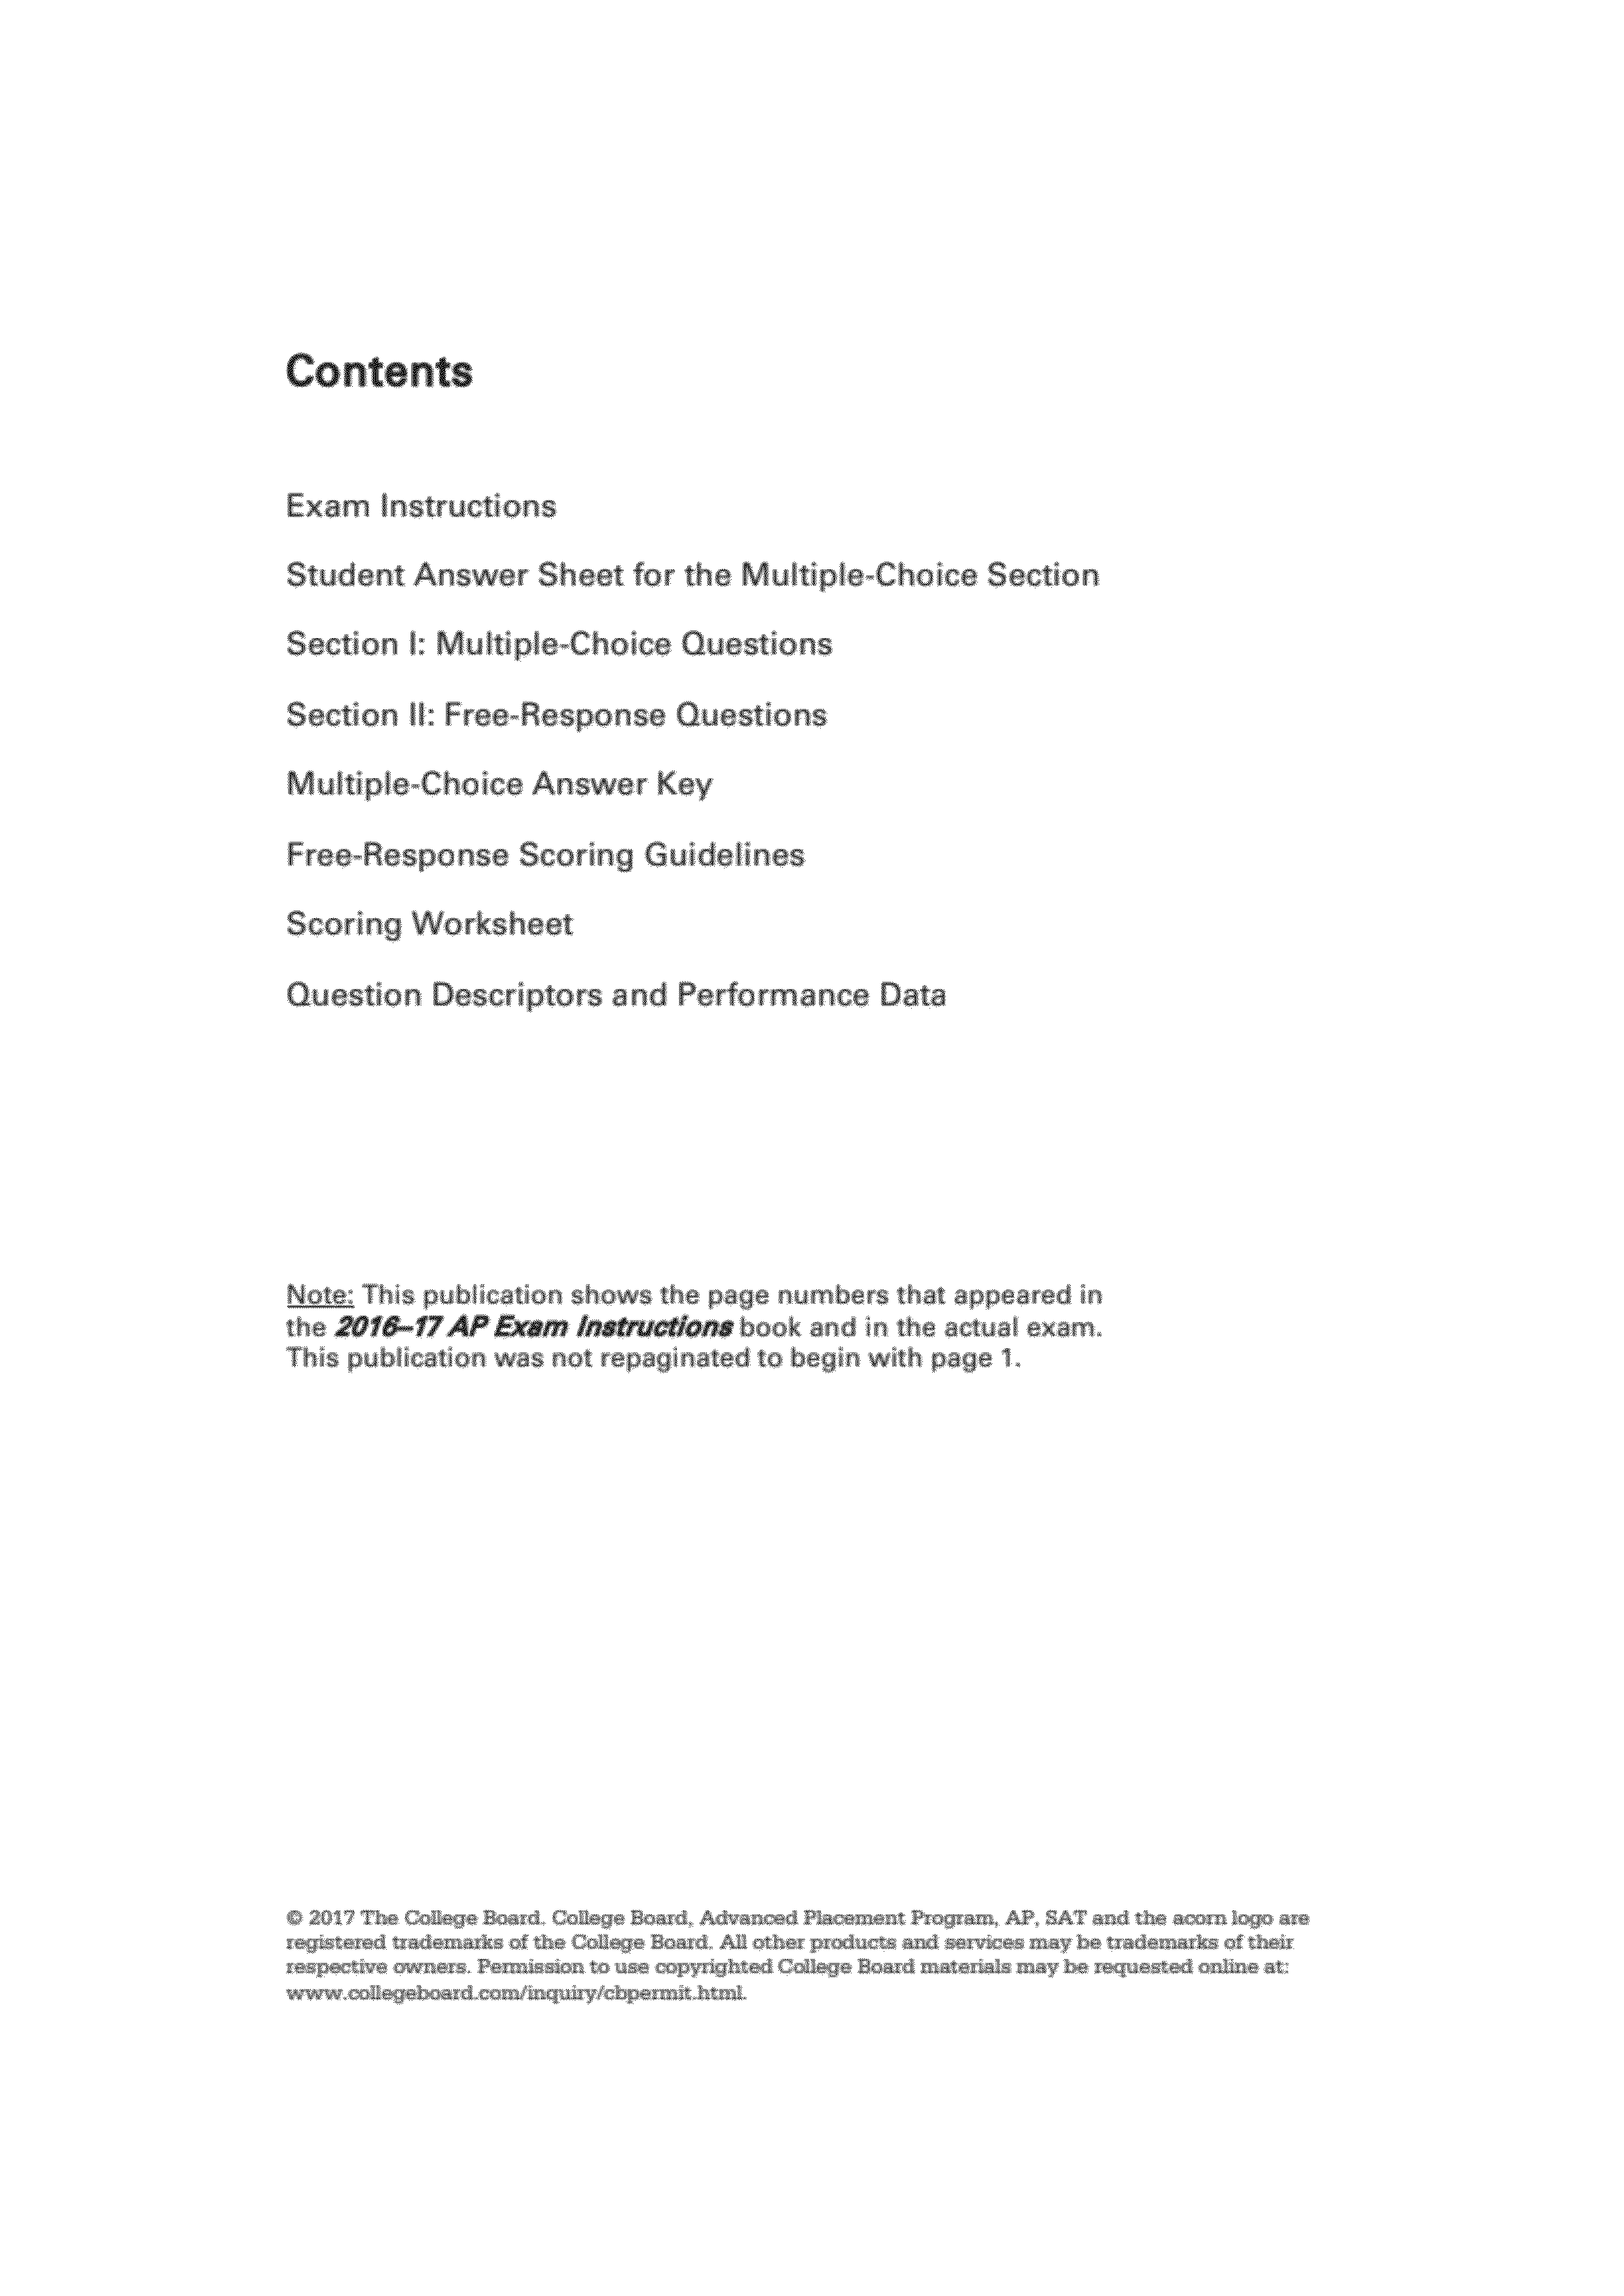 Contents
Exam Instructions
Student Answer Sheet for the Multiple-Choice Section
Section I: Multiple-Choice Questions
Section II: Free-Response Questions
Multiple-Choice Answer Key
Free-Response Scoring Guidelines
Scoring Worksheet
Question Descriptors and Performance Data
Note: This publication shows the page numbers that appeared in
the 2016–17 AP Exam Instructions book and in the actual exam.
This publication was not repaginated to begin with page 1.
© 2017 The College Board. College Board, Advanced Placement Program, AP, SAT and the acorn logo are
registered trademarks of the College Board. All other products and services may be trademarks of their
respective owners. Permission to use copyrighted College Board materials may be requested online at:
www.collegeboard.com/inquiry/cbpermit.html.